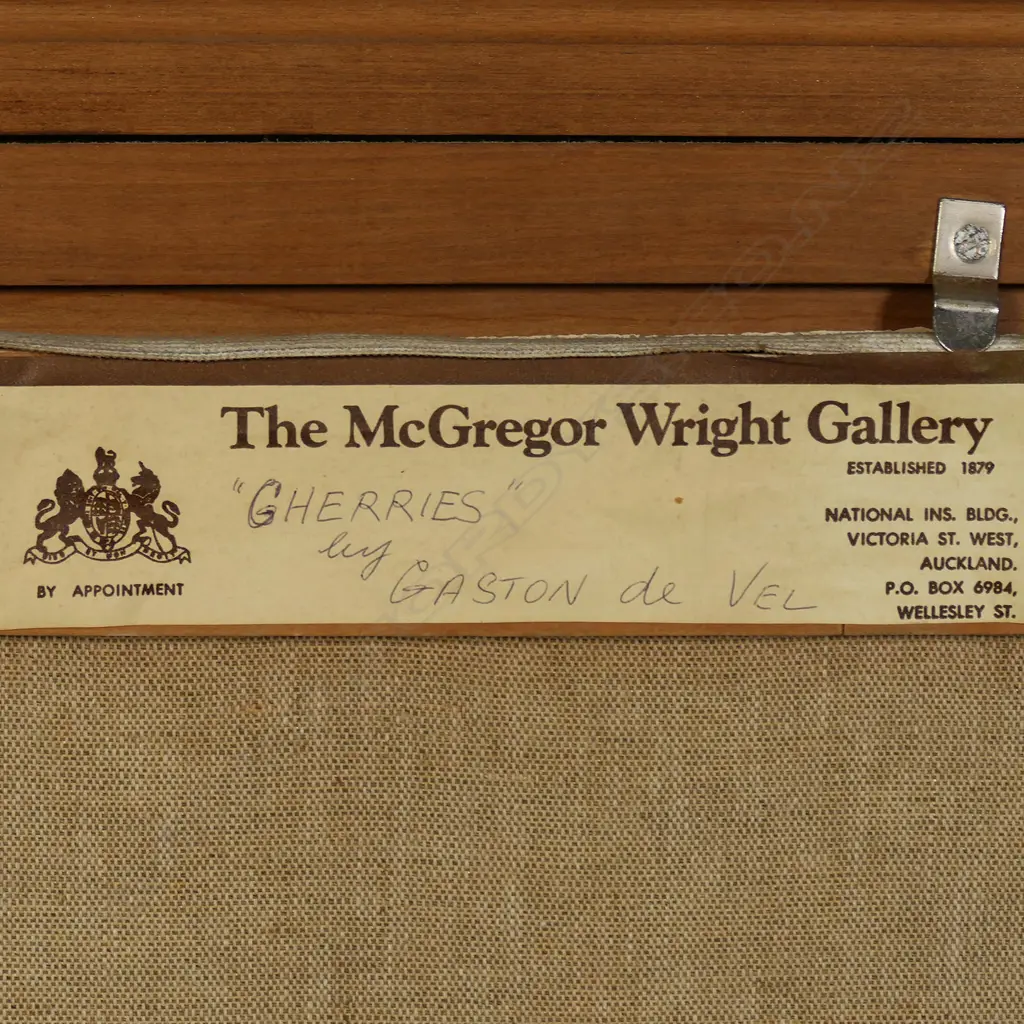 The McGregor Wright Gallery
ESTABLISHED 1879
"GHERRIES"
by
GASTON de VEL
NATIONAL INS. BLDG.,
VICTORIA ST. WEST,
AUCKLAND.
P.O. BOX 6984,
WELLESLEY ST.
BY APPOINTMENT